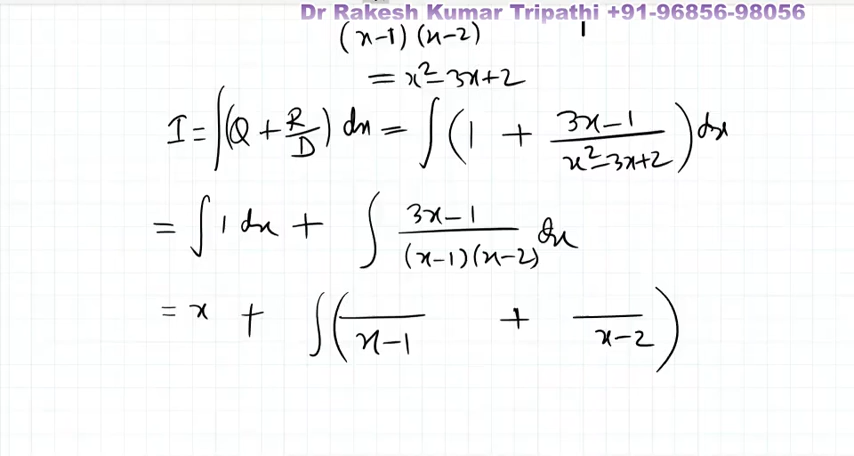 Dr Rakesh Kumar Tripathi +91-96856-98056
(x-1) (x-2) 1
= x²-3x+2
I = ∫(Q + R/D) dx = ∫(1 + (3x-1)/(x²-3x+2)) dx
= ∫ 1 dx + ∫ (3x-1)/((x-1)(x-2)) dx
= x + ∫( /(x-1) + /(x-2))